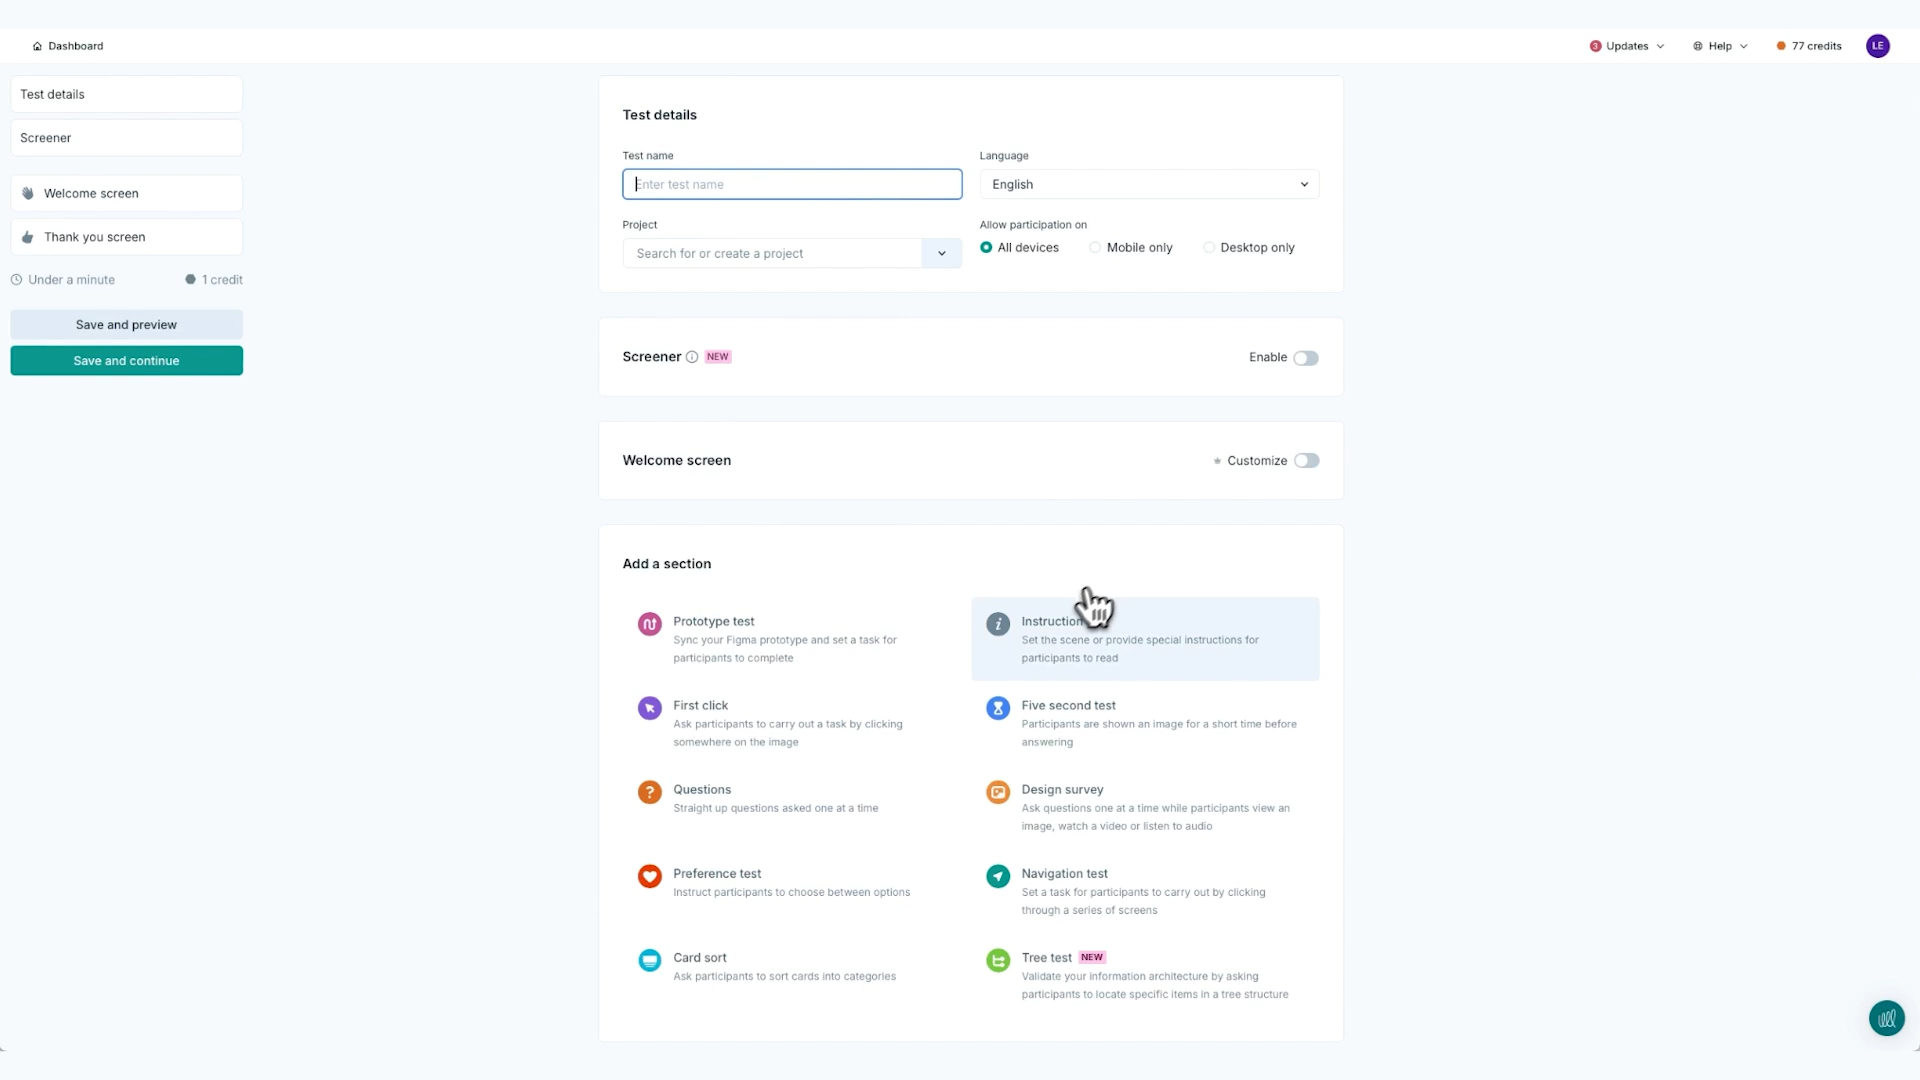 Dashboard
3 Updates
Help
77 credits
LE
Test details
Screener
Welcome screen
Thank you screen
Under a minute
1 credit
Save and preview
Save and continue
Test details
Test name
Language
Enter test name
English
Project
Allow participation on
Search for or create a project
All devices
Mobile only
Desktop only
Screener
NEW
Enable
Welcome screen
Customize
Add a section
Prototype test
Sync your Figma prototype and set a task for
participants to complete
Instruction
Set the scene or provide special instructions for
participants to read
First click
Ask participants to carry out a task by clicking
somewhere on the image
Five second test
Participants are shown an image for a short time before
answering
Questions
Straight up questions asked one at a time
Design survey
Ask questions one at a time while participants view an
image, watch a video or listen to audio
Preference test
Instruct participants to choose between options
Navigation test
Set a task for participants to carry out by clicking
through a series of screens
Card sort
Ask participants to sort cards into categories
Tree test NEW
Validate your information architecture by asking
participants to locate specific items in a tree structure